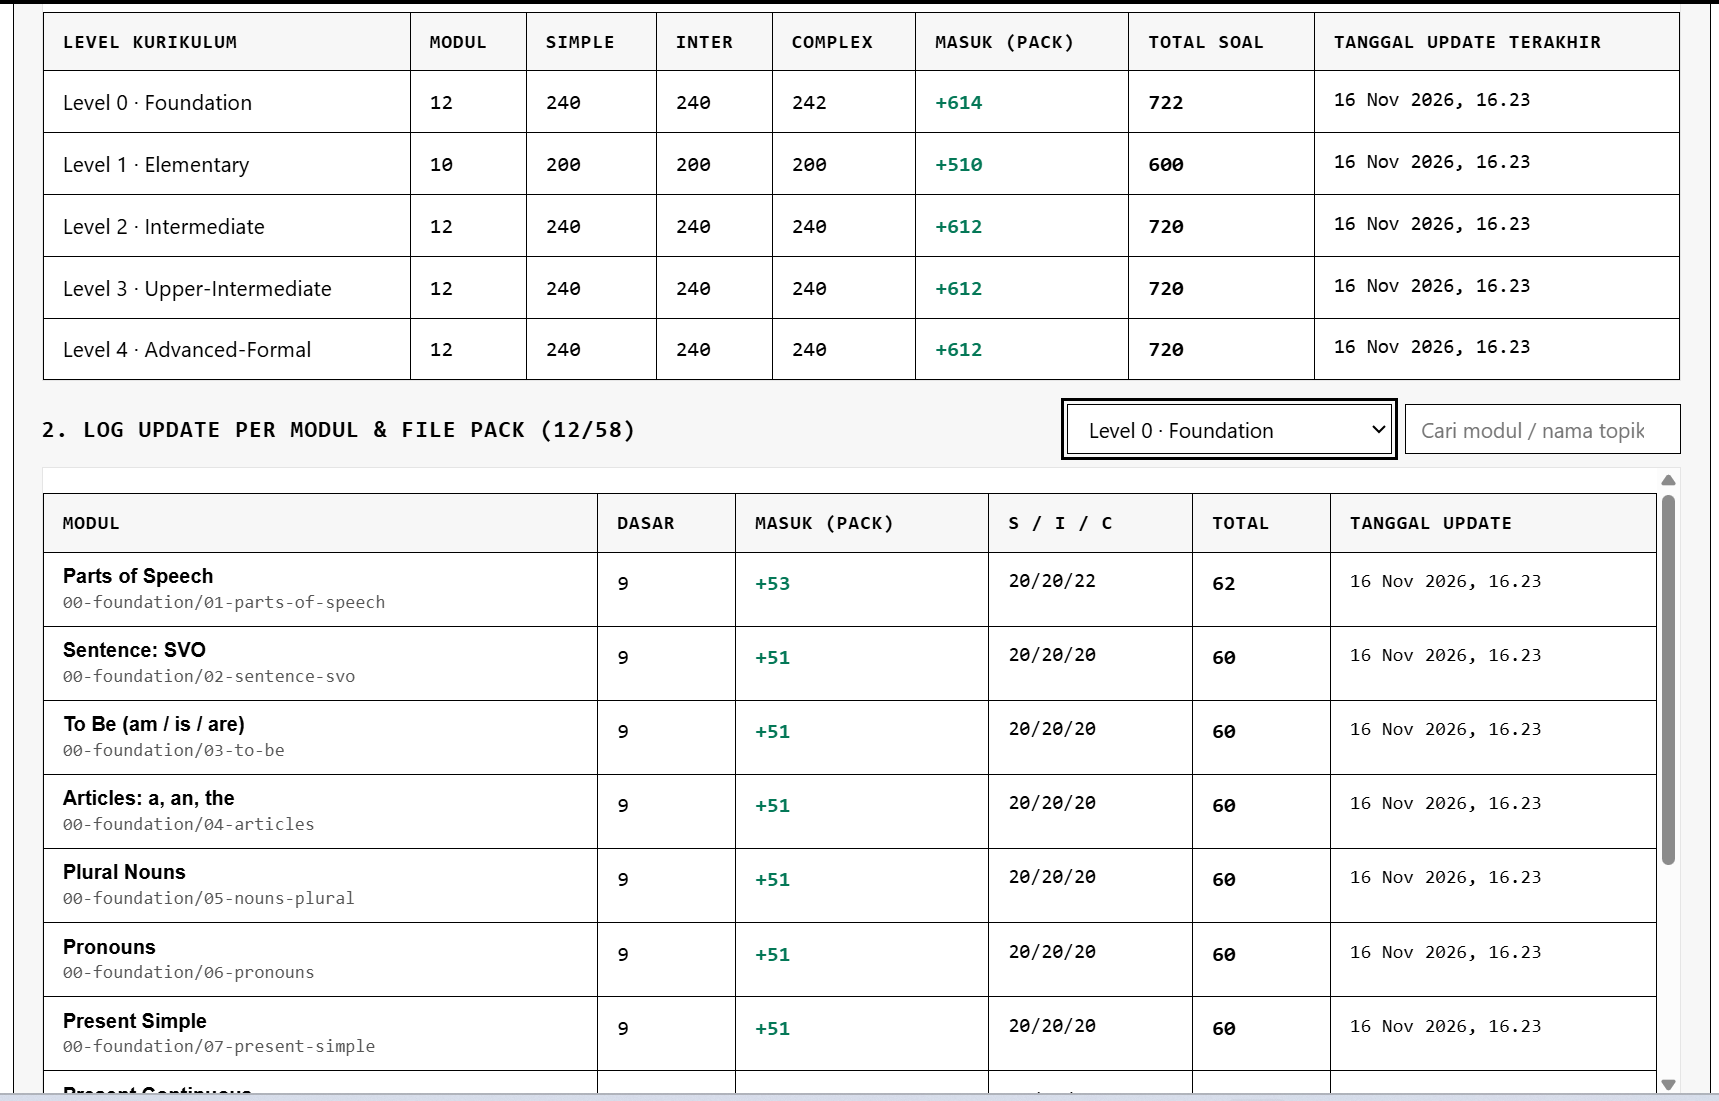 LEVEL KURIKULUM MODUL SIMPLE INTER COMPLEX MASUK (PACK) TOTAL SOAL TANGGAL UPDATE TERAKHIR
Level 0 · Foundation 12 240 240 242 +614 722 16 Nov 2026, 16.23
Level 1 · Elementary 10 200 200 200 +510 600 16 Nov 2026, 16.23
Level 2 · Intermediate 12 240 240 240 +612 720 16 Nov 2026, 16.23
Level 3 · Upper-Intermediate 12 240 240 240 +612 720 16 Nov 2026, 16.23
Level 4 · Advanced-Formal 12 240 240 240 +612 720 16 Nov 2026, 16.23
2. LOG UPDATE PER MODUL & FILE PACK (12/58) Level 0 · Foundation Cari modul / nama topik
MODUL DASAR MASUK (PACK) S / I / C TOTAL TANGGAL UPDATE
Parts of Speech 9 +53 20/20/22 62 16 Nov 2026, 16.23
00-foundation/01-parts-of-speech
Sentence: SVO 9 +51 20/20/20 60 16 Nov 2026, 16.23
00-foundation/02-sentence-svo
To Be (am / is / are) 9 +51 20/20/20 60 16 Nov 2026, 16.23
00-foundation/03-to-be
Articles: a, an, the 9 +51 20/20/20 60 16 Nov 2026, 16.23
00-foundation/04-articles
Plural Nouns 9 +51 20/20/20 60 16 Nov 2026, 16.23
00-foundation/05-nouns-plural
Pronouns 9 +51 20/20/20 60 16 Nov 2026, 16.23
00-foundation/06-pronouns
Present Simple 9 +51 20/20/20 60 16 Nov 2026, 16.23
00-foundation/07-present-simple
Present Continuous